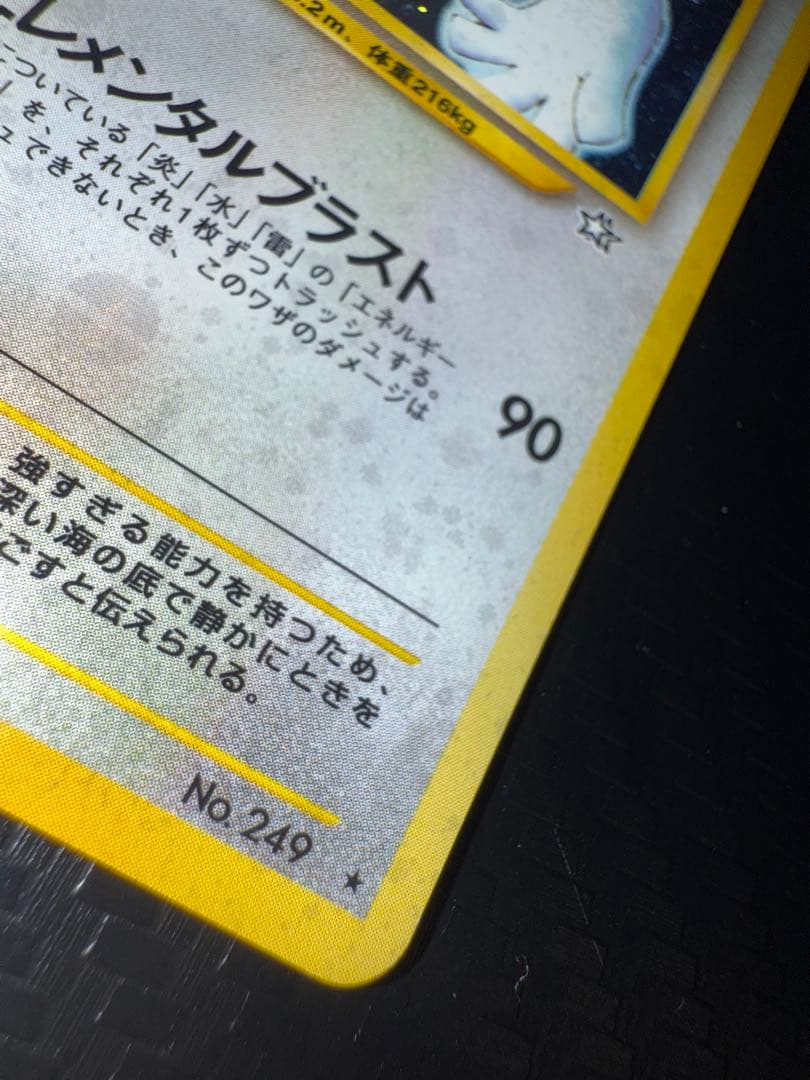 .2m、 体重216kg
レメンタルブラスト
についている「炎」「水」「雷」の「エネルギー
」を、それぞれ1枚ずつトラッシュする。
ュできないとき、このワザのダメージは
90
強すぎる能力を持つため、
深い海の底で静かにときを
ごすと伝えられる。
No. 249 ★